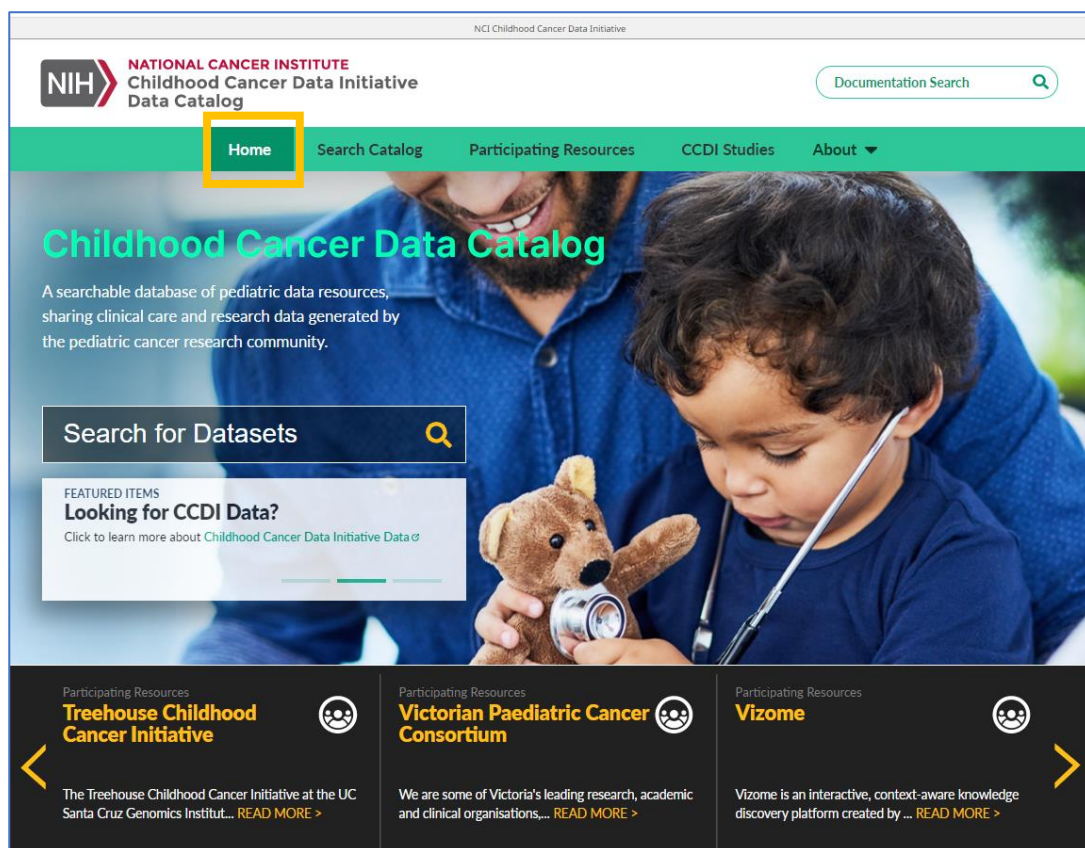 NCI Childhood Cancer Data Initiative
NIH
NATIONAL CANCER INSTITUTE
Childhood Cancer Data Initiative
Data Catalog
Documentation Search
Home
Search Catalog
Participating Resources
CCDI Studies
About
Childhood Cancer Data Catalog
A searchable database of pediatric data resources,
sharing clinical care and research data generated by
the pediatric cancer research community.
Search for Datasets
FEATURED ITEMS
Looking for CCDI Data?
Click to learn more about Childhood Cancer Data Initiative Data
Participating Resources
Treehouse Childhood
Cancer Initiative
The Treehouse Childhood Cancer Initiative at the UC
Santa Cruz Genomics Institut... READ MORE >
Participating Resources
Victorian Paediatric Cancer
Consortium
We are some of Victoria's leading research, academic
and clinical organisations,... READ MORE >
Participating Resources
Vizome
Vizome is an interactive, context-aware knowledge
discovery platform created by ... READ MORE >